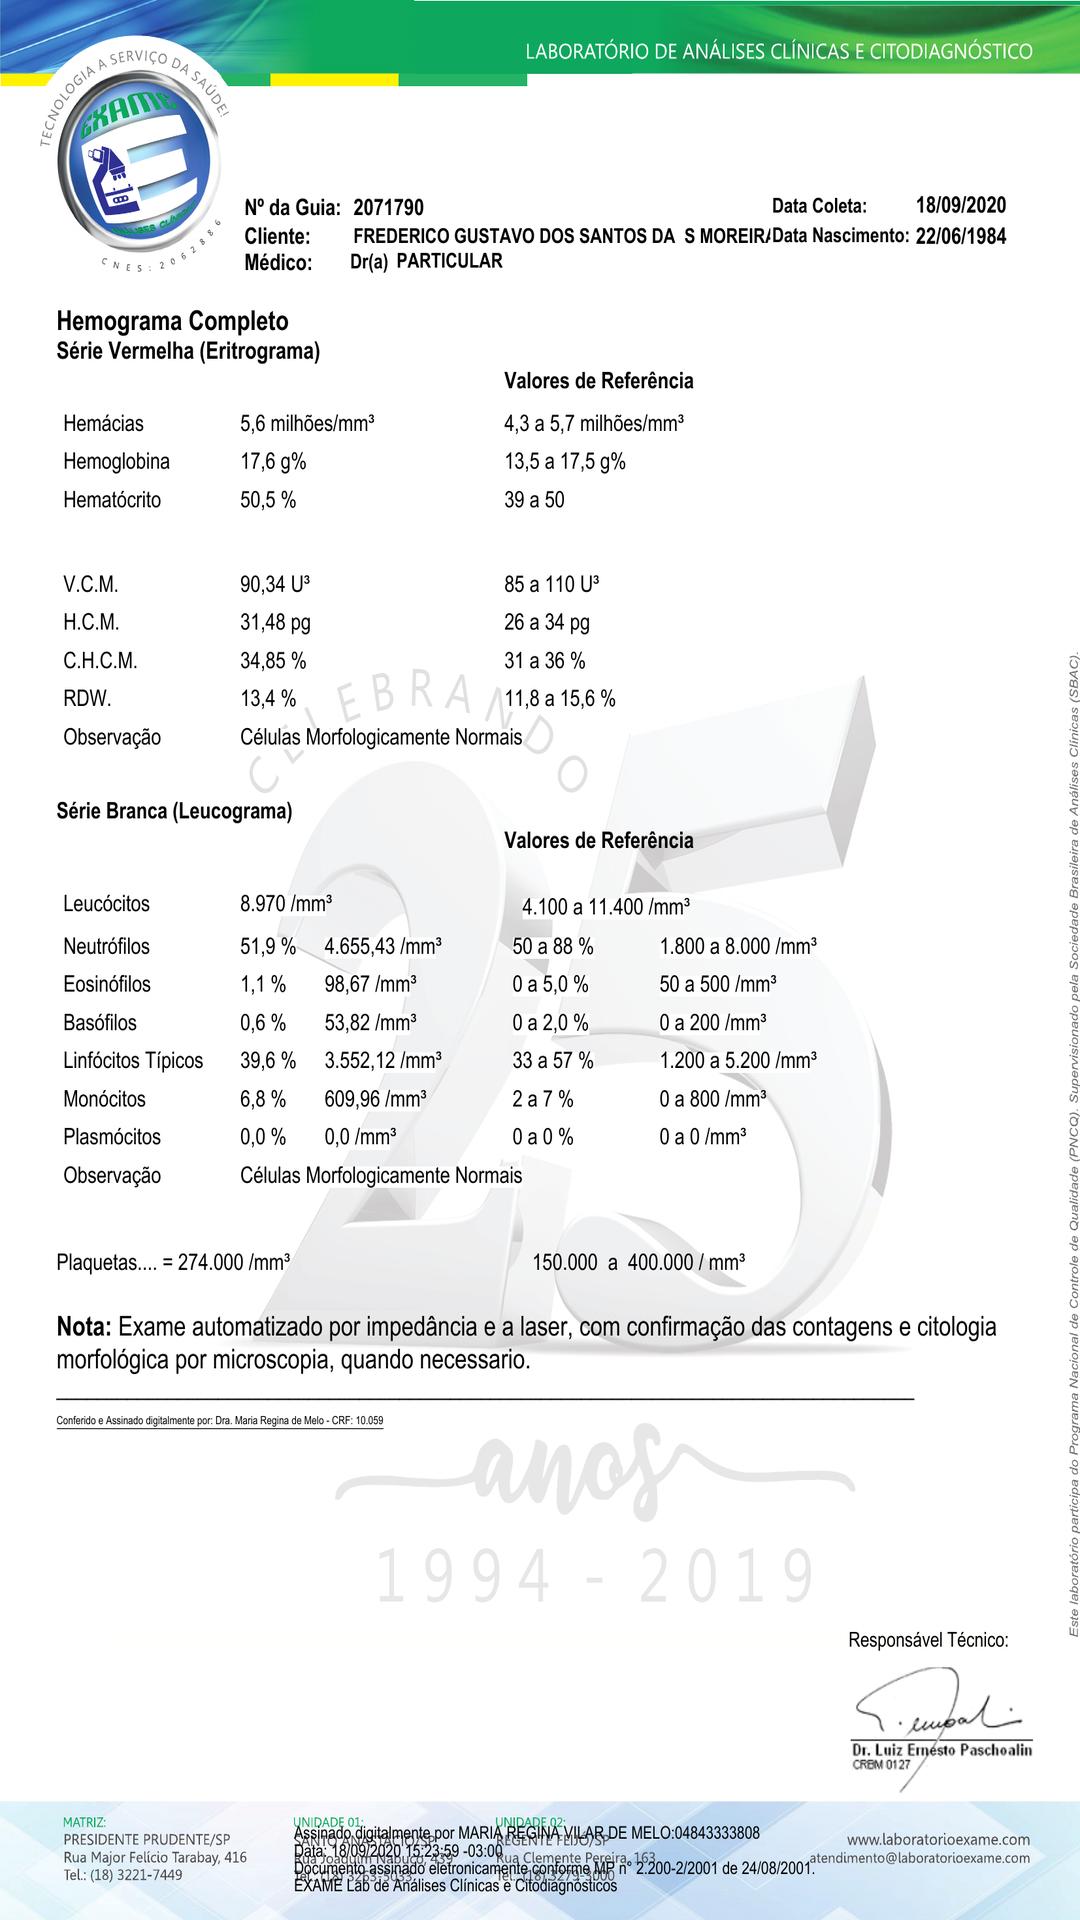 LABORATÓRIO DE ANÁLISES CLÍNICAS E CITODIAGNÓSTICO
TECNOLOGIA A SERVIÇO DA SAÚDE!
EXAME
ANÁLISES CLÍNICAS
CNES: 2062886
Nº da Guia: 2071790 Data Coleta: 18/09/2020
Cliente: FREDERICO GUSTAVO DOS SANTOS DA S MOREIRA Data Nascimento: 22/06/1984
Médico: Dr(a) PARTICULAR
Hemograma Completo
Série Vermelha (Eritrograma)
Valores de Referência
Hemácias 5,6 milhões/mm³ 4,3 a 5,7 milhões/mm³
Hemoglobina 17,6 g% 13,5 a 17,5 g%
Hematócrito 50,5 % 39 a 50
V.C.M. 90,34 U³ 85 a 110 U³
H.C.M. 31,48 pg 26 a 34 pg
C.H.C.M. 34,85 % 31 a 36 %
RDW. 13,4 % 11,8 a 15,6 %
Observação Células Morfologicamente Normais
CELEBRANDO
25
Série Branca (Leucograma)
Valores de Referência
Leucócitos 8.970 /mm³ 4.100 a 11.400 /mm³
Neutrófilos 51,9 % 4.655,43 /mm³ 50 a 88 % 1.800 a 8.000 /mm³
Eosinófilos 1,1 % 98,67 /mm³ 0 a 5,0 % 50 a 500 /mm³
Basófilos 0,6 % 53,82 /mm³ 0 a 2,0 % 0 a 200 /mm³
Linfócitos Típicos 39,6 % 3.552,12 /mm³ 33 a 57 % 1.200 a 5.200 /mm³
Monócitos 6,8 % 609,96 /mm³ 2 a 7 % 0 a 800 /mm³
Plasmócitos 0,0 % 0,0 /mm³ 0 a 0 % 0 a 0 /mm³
Observação Células Morfologicamente Normais
Plaquetas.... = 274.000 /mm³ 150.000 a 400.000 / mm³
Nota: Exame automatizado por impedância e a laser, com confirmação das contagens e citologia
morfológica por microscopia, quando necessario.
Conferido e Assinado digitalmente por: Dra. Maria Regina de Melo - CRF: 10.059
anos
1994 - 2019
Este laboratório participa do Programa Nacional de Controle de Qualidade (PNCQ). Supervisionado pela Sociedade Brasileira de Análises Clínicas (SBAC).
Responsável Técnico:
Dr. Luiz Ernesto Paschoalin
CRBM 0127
MATRIZ:
PRESIDENTE PRUDENTE/SP
Rua Major Felício Tarabay, 416
Tel.: (18) 3221-7449
UNIDADE 01:
SANTO ANASTÁCIO/SP
Rua Joaquim Nabuco, 439
UNIDADE 02:
REGENTE FEIJÓ/SP
Rua Clemente Pereira, 163
Tel.: (18) 3279-3000
Assinado digitalmente por MARIA REGINA VILAR DE MELO:04843333808
Data: 18/09/2020 15:23:59 -03:00
Documento assinado eletronicamente conforme MP n° 2.200-2/2001 de 24/08/2001.
EXAME Lab de Análises Clínicas e Citodiagnósticos
www.laboratorioexame.com
atendimento@laboratorioexame.com